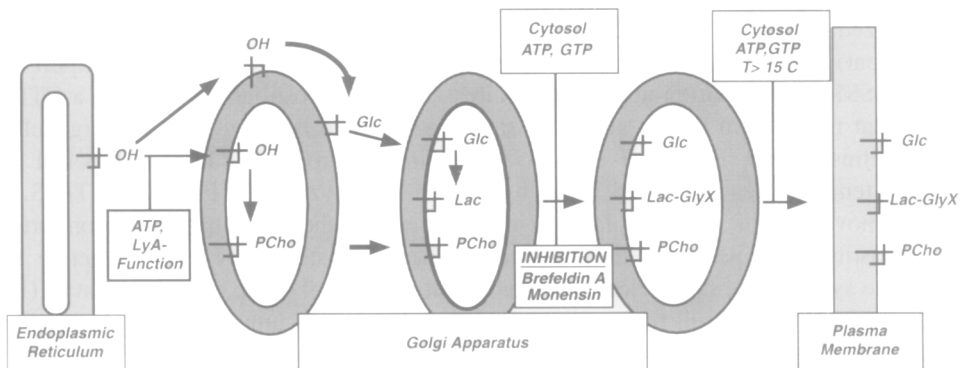 Cytosol
ATP, GTP
Cytosol
ATP,GTP
T> 15 C
OH
Glc
OH
OH
PCho
Glc
Lac
PCho
Glc
Lac-GlyX
PCho
Glc
Lac-GlyX
PCho
ATP,
LyA-
Function
INHIBITION
Brefeldin A
Monensin
Endoplasmic
Reticulum
Golgi Apparatus
Plasma
Membrane